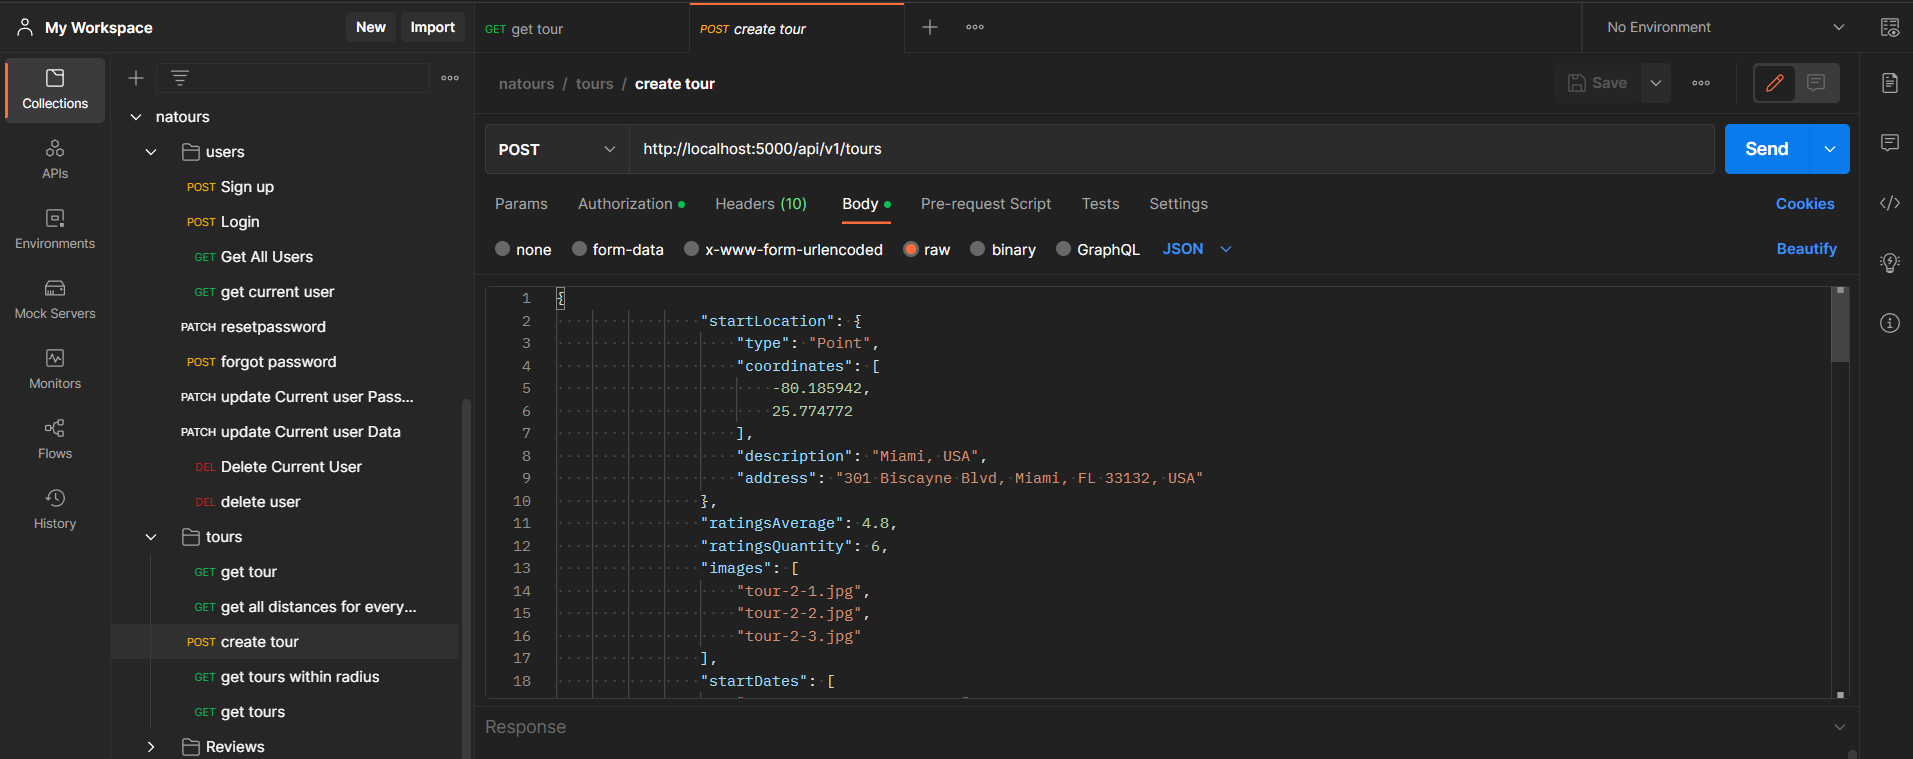 My Workspace
New
Import
GET get tour
POST create tour
No Environment
Collections
APIs
Environments
Mock Servers
Monitors
Flows
History
natours
users
POST Sign up
POST Login
GET Get All Users
GET get current user
PATCH resetpassword
POST forgot password
PATCH update Current user Pass...
PATCH update Current user Data
DEL Delete Current User
DEL delete user
tours
GET get tour
GET get all distances for every...
POST create tour
GET get tours within radius
GET get tours
Reviews
natours / tours / create tour
Save
POST
http://localhost:5000/api/v1/tours
Send
Params
Authorization
Headers (10)
Body
Pre-request Script
Tests
Settings
Cookies
none
form-data
x-www-form-urlencoded
raw
binary
GraphQL
JSON
Beautify
1 {
2 "startLocation": {
3 "type": "Point",
4 "coordinates": [
5 -80.185942,
6 25.774772
7 ],
8 "description": "Miami, USA",
9 "address": "301 Biscayne Blvd, Miami, FL 33132, USA"
10 },
11 "ratingsAverage": 4.8,
12 "ratingsQuantity": 6,
13 "images": [
14 "tour-2-1.jpg",
15 "tour-2-2.jpg",
16 "tour-2-3.jpg"
17 ],
18 "startDates": [
Response